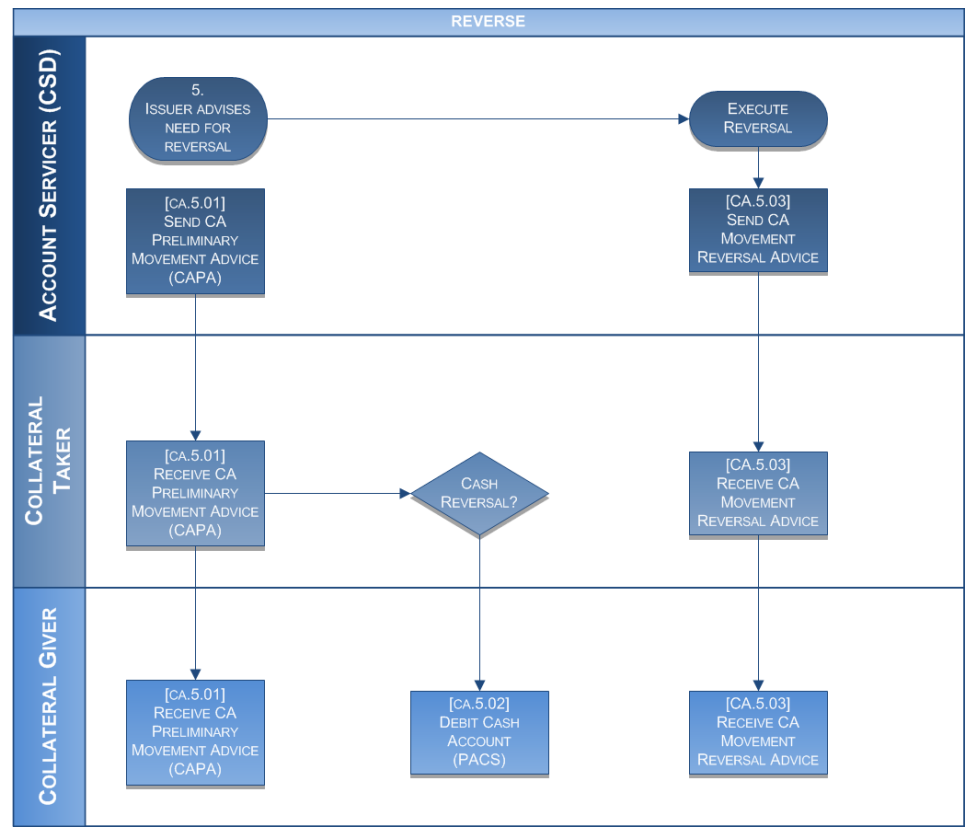 REVERSE
ACCOUNT SERVICER (CSD)
5.
ISSUER ADVISES
NEED FOR
REVERSAL
EXECUTE
REVERSAL
[CA.5.01]
SEND CA
PRELIMINARY
MOVEMENT ADVICE
(CAPA)
[CA.5.03]
SEND CA
MOVEMENT
REVERSAL ADVICE
COLLATERAL
TAKER
[CA.5.01]
RECEIVE CA
PRELIMINARY
MOVEMENT ADVICE
(CAPA)
CASH
REVERSAL?
[CA.5.03]
RECEIVE CA
MOVEMENT
REVERSAL ADVICE
COLLATERAL GIVER
[CA.5.01]
RECEIVE CA
PRELIMINARY
MOVEMENT ADVICE
(CAPA)
[CA.5.02]
DEBIT CASH
ACCOUNT
(PACS)
[CA.5.03]
RECEIVE CA
MOVEMENT
REVERSAL ADVICE